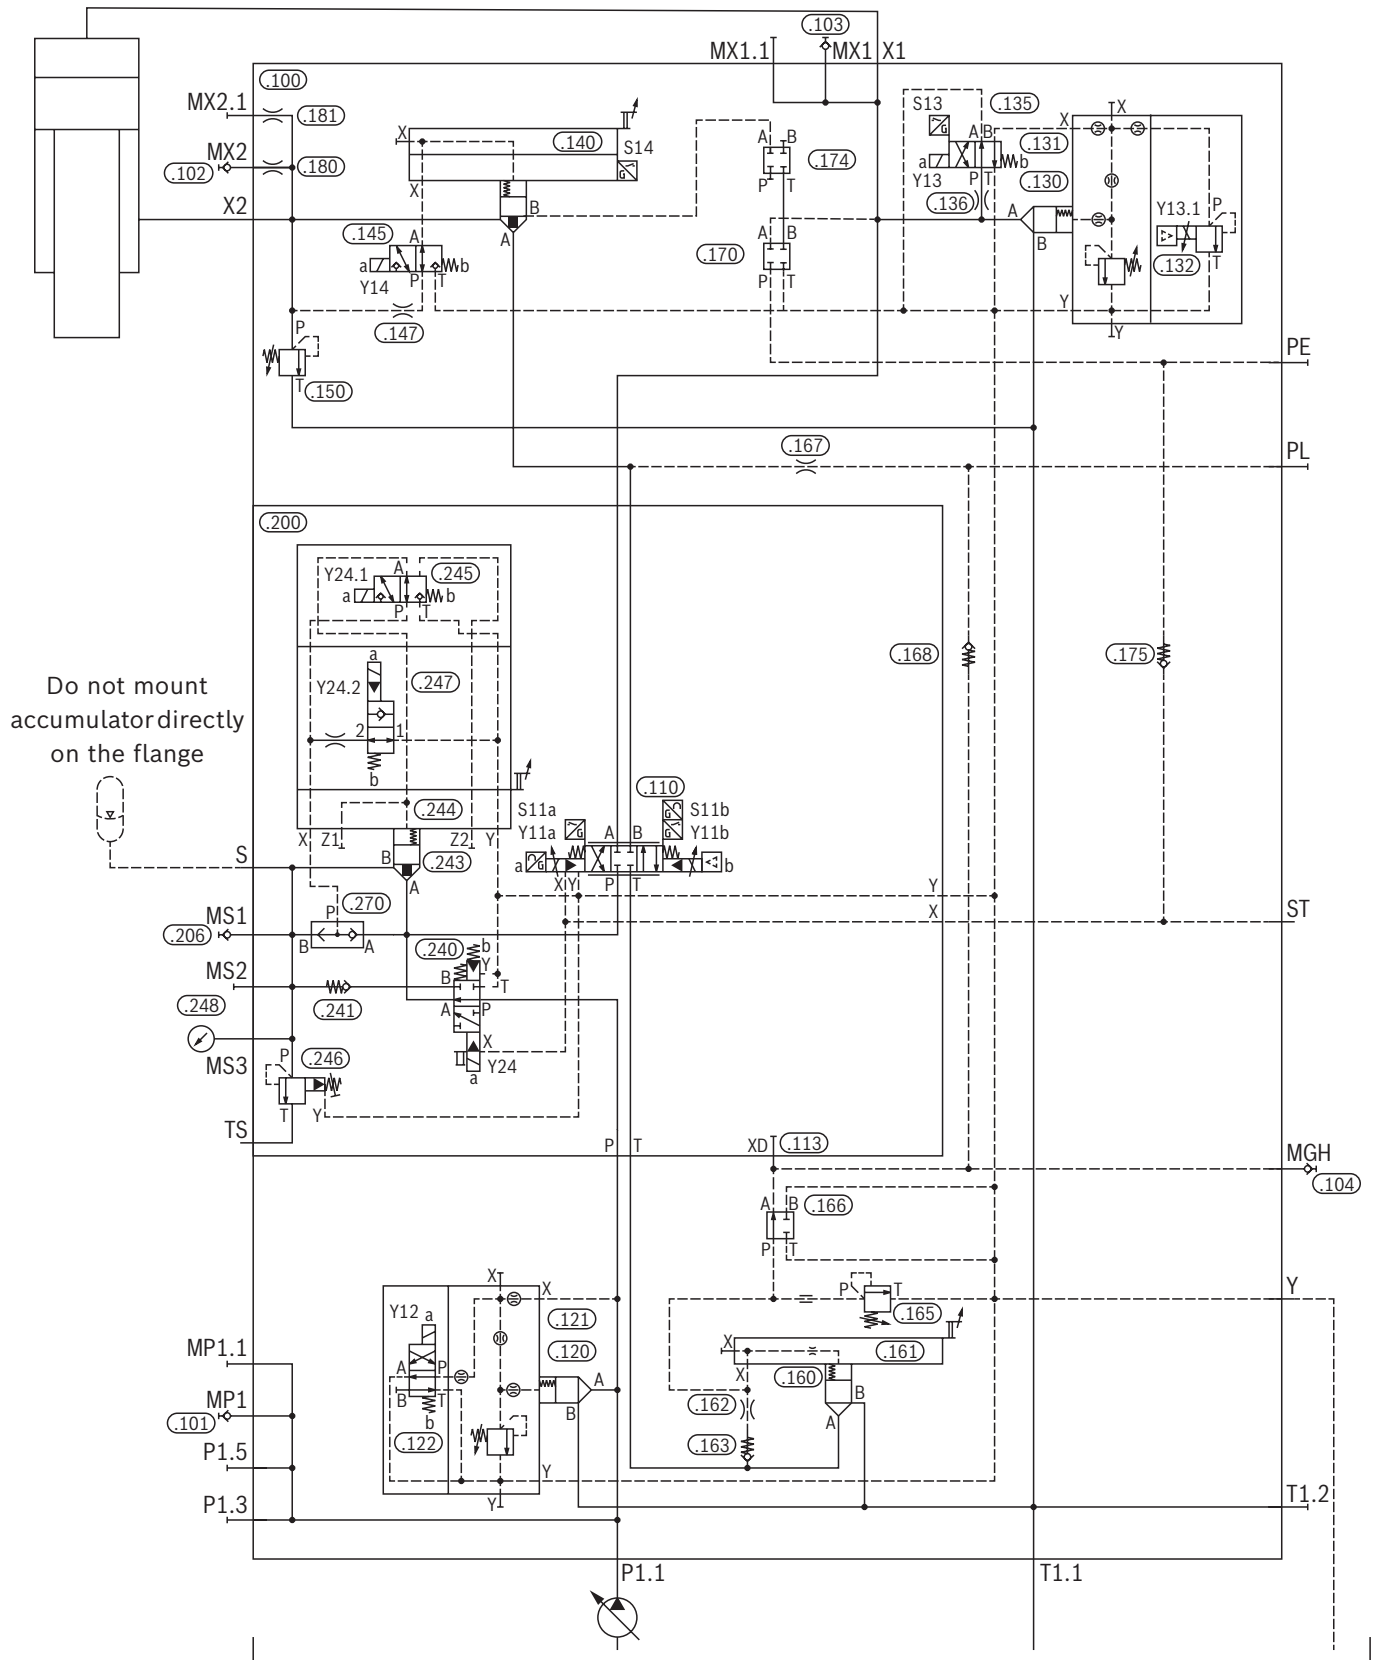 .103
MX1.1
MX1
X1
.100
MX2.1
.181
X
.140
S14
A
B
.174
P
T
S13
.135
A
B
X
X
.131
a
b
Y13
P
T
.130
MX2
.102
.180
X2
X
B
A
.136
A
B
Y13.1
P
.132
T
.145
A
a
b
P
T
Y14
.147
A
B
.170
P
T
Y
Y
P
T
.150
PE
.167
PL
.200
Y24.1
A
.245
a
b
P
T
Do not mount
accumulator directly
on the flange
a
Y24.2
.247
2
1
b
.168
.175
.244
X
Z1
Z2
Y
S11a
.110
S11b
Y11a
A
B
Y11b
a
b
X
Y
P
T
S
B
.243
A
Y
X
ST
MS1
.206
P
.270
B
A
.240
b
Y
MS2
B
T
.248
.241
A
P
X
Y24
a
MS3
P
.246
T
Y
TS
P
T
XD
.113
MGH
.104
A
B
.166
P
T
X
X
P
T
Y
.165
Y12
a
.121
.120
MP1.1
A
P
A
X
.161
X
.160
B
MP1
.101
B
T
B
.162
A
b
.122
.163
P1.5
Y
Y
P1.3
T1.2
P1.1
T1.1